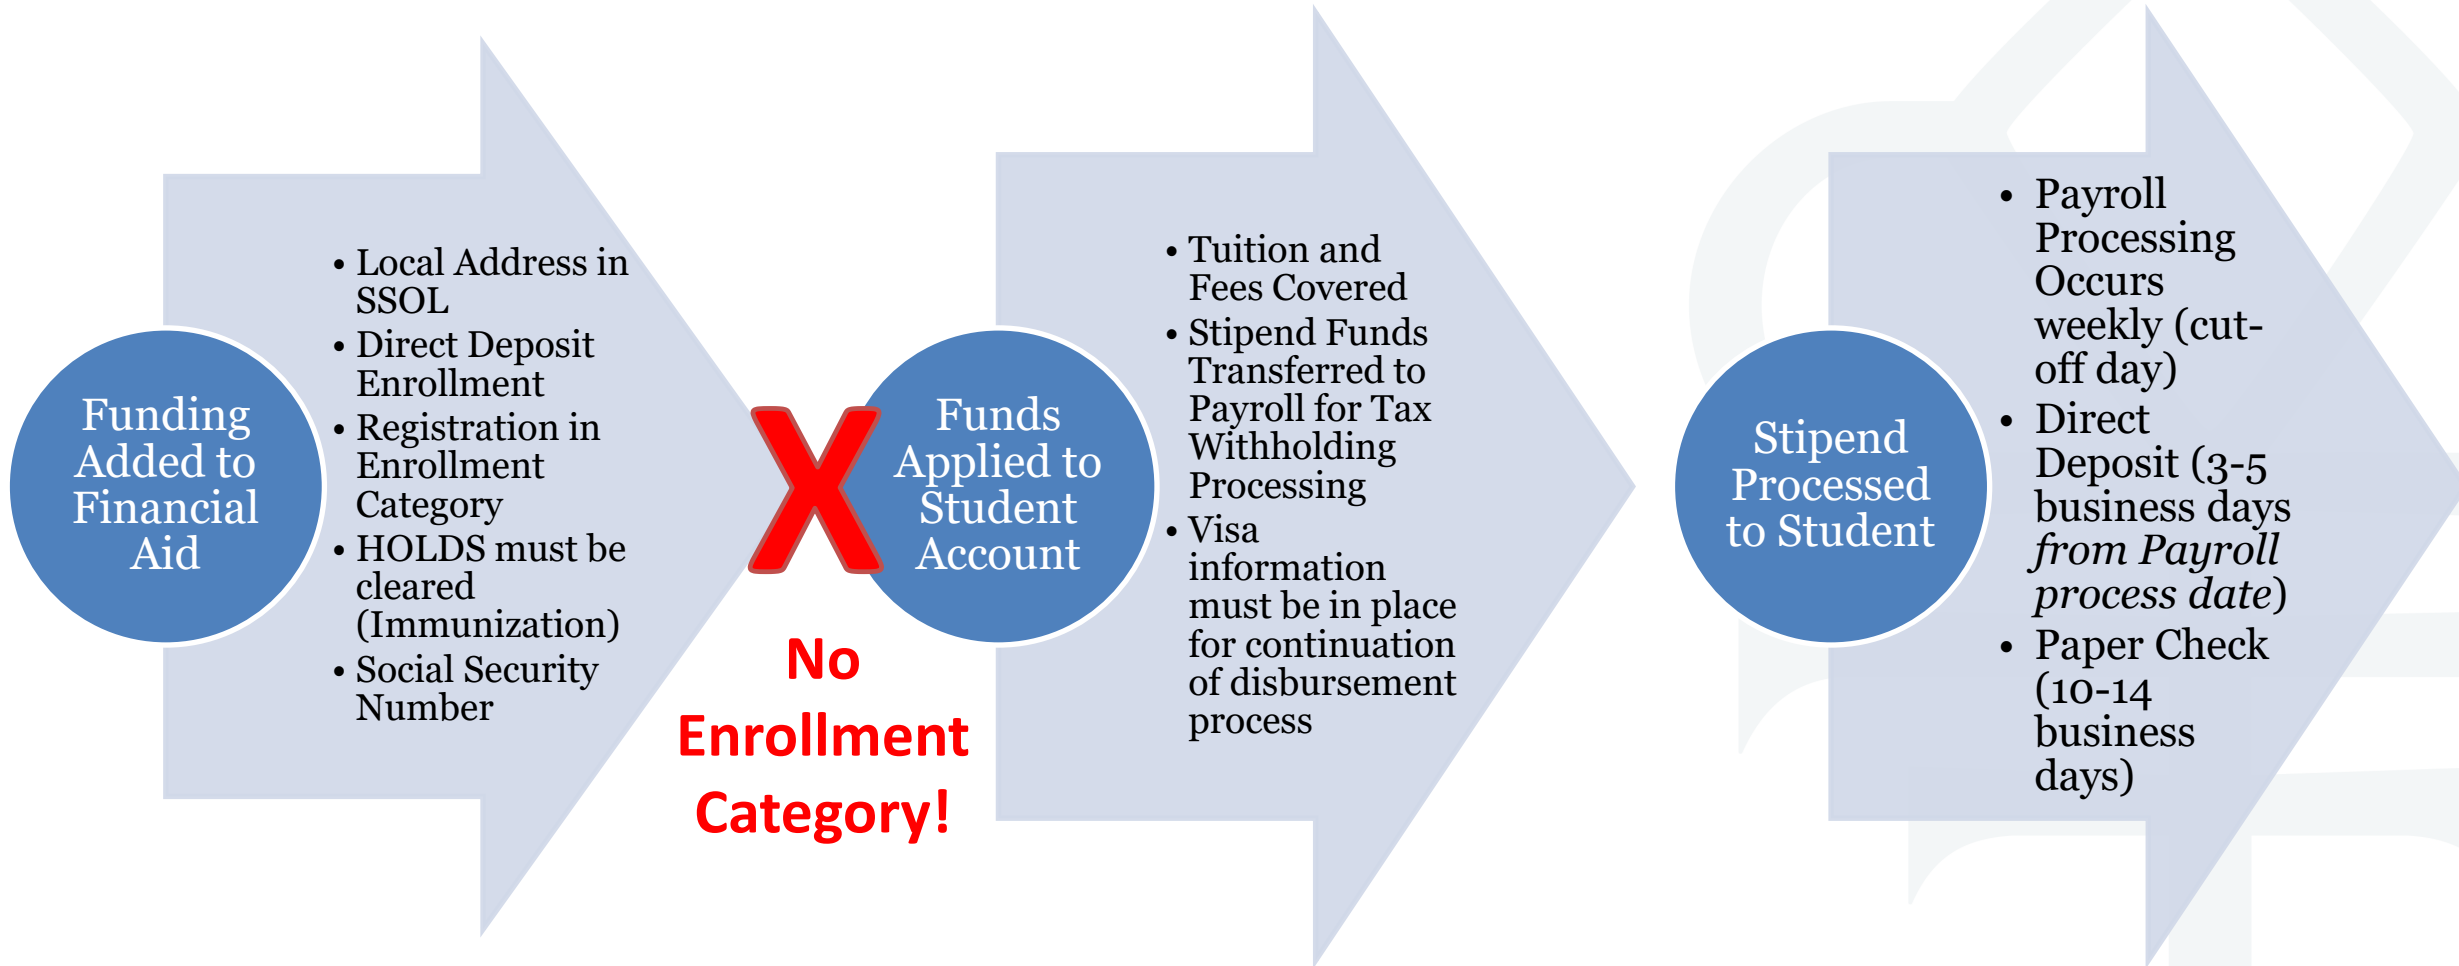 Funding
Added to
Financial
Aid
• Local Address in
SSOL
• Direct Deposit
Enrollment
• Registration in
Enrollment
Category
• HOLDS must be
cleared
(Immunization)
• Social Security
Number
X
No
Enrollment
Category!
Funds
Applied to
Student
Account
• Tuition and
Fees Covered
• Stipend Funds
Transferred to
Payroll for Tax
Withholding
Processing
• Visa
information
must be in place
for continuation
of disbursement
process
Stipend
Processed
to Student
• Payroll
Processing
Occurs
weekly (cut-
off day)
• Direct
Deposit (3-5
business days
from Payroll
process date)
• Paper Check
(10-14
business
days)